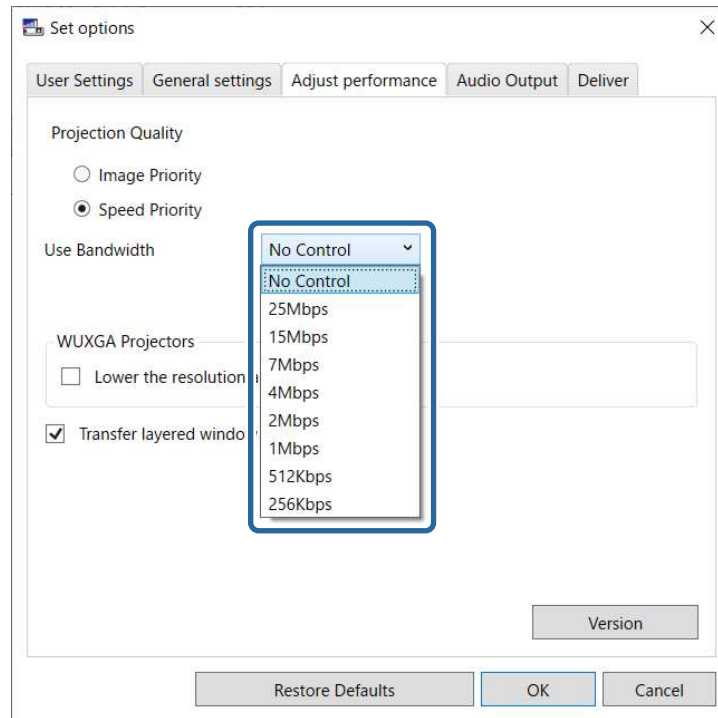 Set options
User Settings General settings Adjust performance Audio Output Deliver
Projection Quality
Image Priority
Speed Priority
Use Bandwidth No Control
No Control
25Mbps
15Mbps
WUXGA Projectors
7Mbps
Lower the resolution
4Mbps
2Mbps
Transfer layered window
1Mbps
512Kbps
256Kbps
Version
Restore Defaults OK Cancel